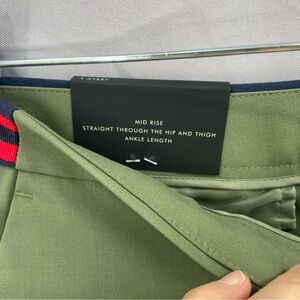 MID RISE
STRAIGHT THROUGH THE HIP AND THIGH
ANKLE LENGTH